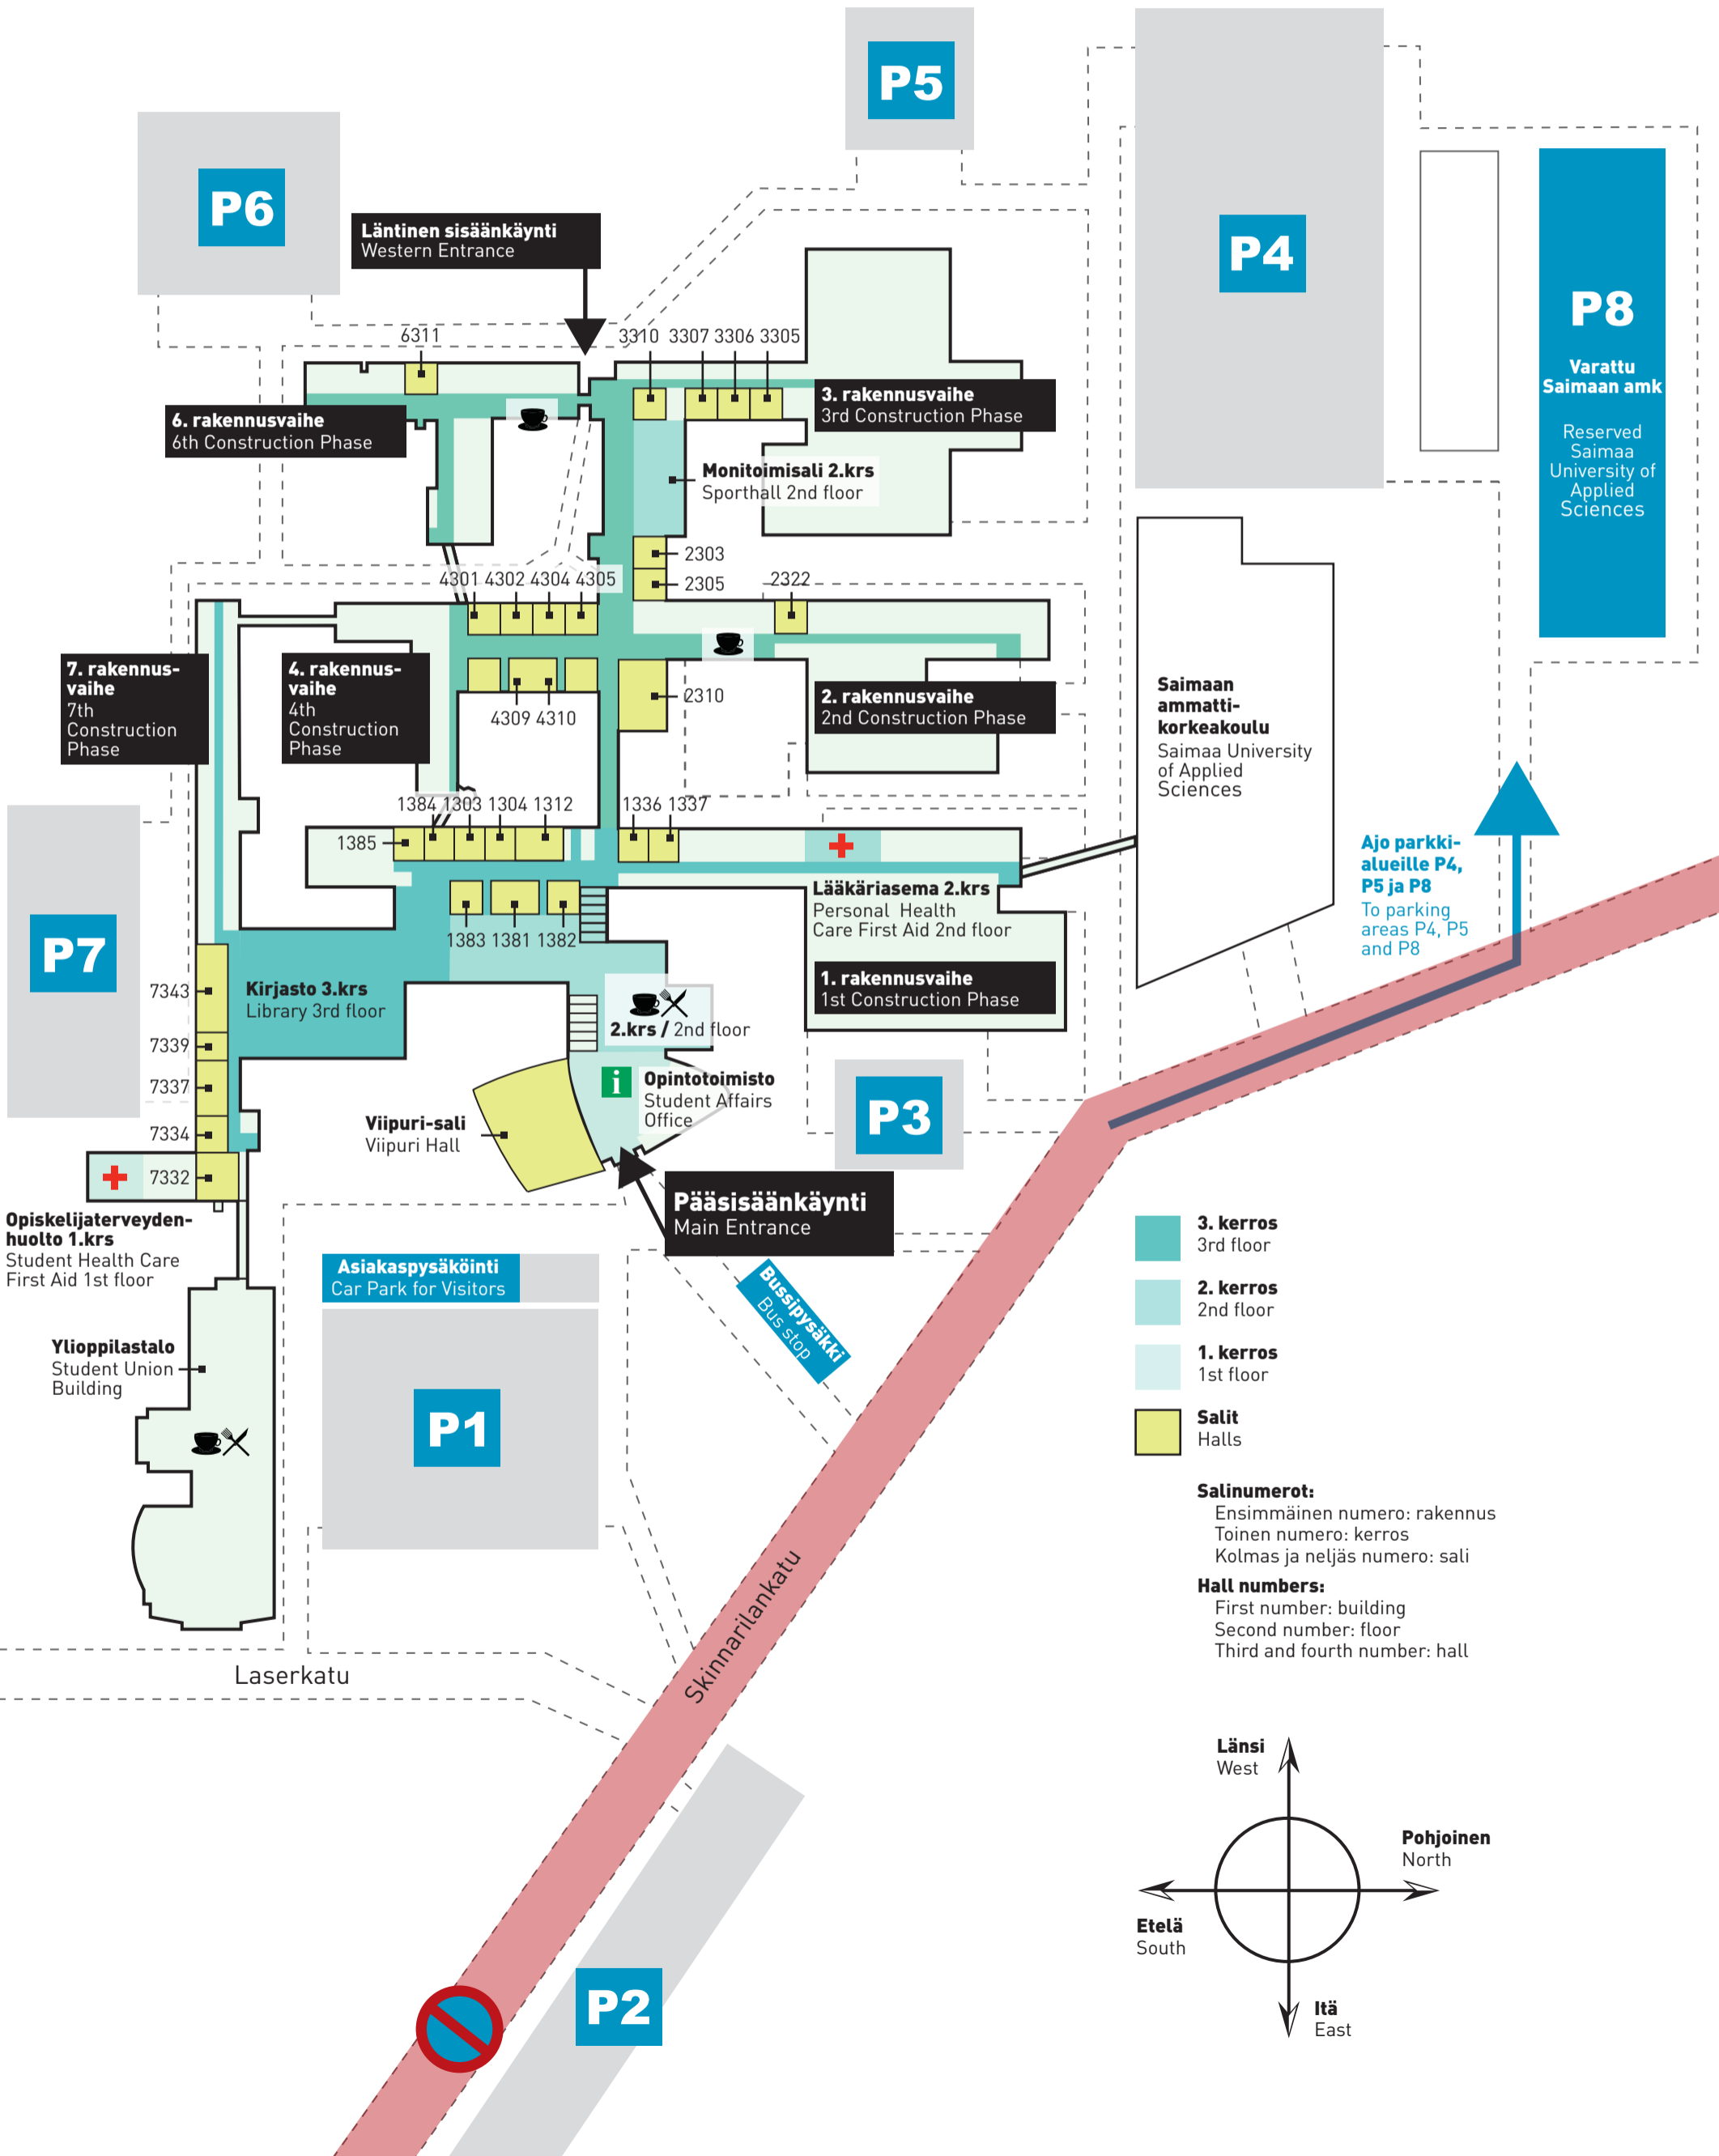 P5
P6
P4
P8
Varattu
Saimaan amk
Reserved
Saimaa
University of
Applied
Sciences
Läntinen sisäänkäynti
Western Entrance
6311
3310 3307 3306 3305
3. rakennusvaihe
3rd Construction Phase
6. rakennusvaihe
6th Construction Phase
Monitoimisali 2.krs
Sporthall 2nd floor
2303
2305
2322
4301 4302 4304 4305
7. rakennus-
vaihe
7th
Construction
Phase
4. rakennus-
vaihe
4th
Construction
Phase
4309 4310
2310
2. rakennusvaihe
2nd Construction Phase
Saimaan
ammatti-
korkeakoulu
Saimaa University
of Applied
Sciences
1384 1303 1304 1312
1336 1337
1385
Ajo parkki-
alueille P4,
P5 ja P8
To parking
areas P4, P5
and P8
Lääkäriasema 2.krs
Personal Health
Care First Aid 2nd floor
1383 1381 1382
P7
1. rakennusvaihe
1st Construction Phase
7343
Kirjasto 3.krs
Library 3rd floor
2.krs / 2nd floor
7339
7337
7334
7332
i
Opintotoimisto
Student Affairs
Office
P3
Viipuri-sali
Viipuri Hall
Pääsisäänkäynti
Main Entrance
Opiskelijaterveyden-
huolto 1.krs
Student Health Care
First Aid 1st floor
Asiakaspysäköinti
Car Park for Visitors
Bussipysäkki
Bus stop
Ylioppilastalo
Student Union
Building
P1
3. kerros
3rd floor
2. kerros
2nd floor
1. kerros
1st floor
Salit
Halls
Salinumerot:
Ensimmäinen numero: rakennus
Toinen numero: kerros
Kolmas ja neljäs numero: sali
Hall numbers:
First number: building
Second number: floor
Third and fourth number: hall
Skinnarilankatu
Laserkatu
Länsi
West
Pohjoinen
North
Etelä
South
Itä
East
P2